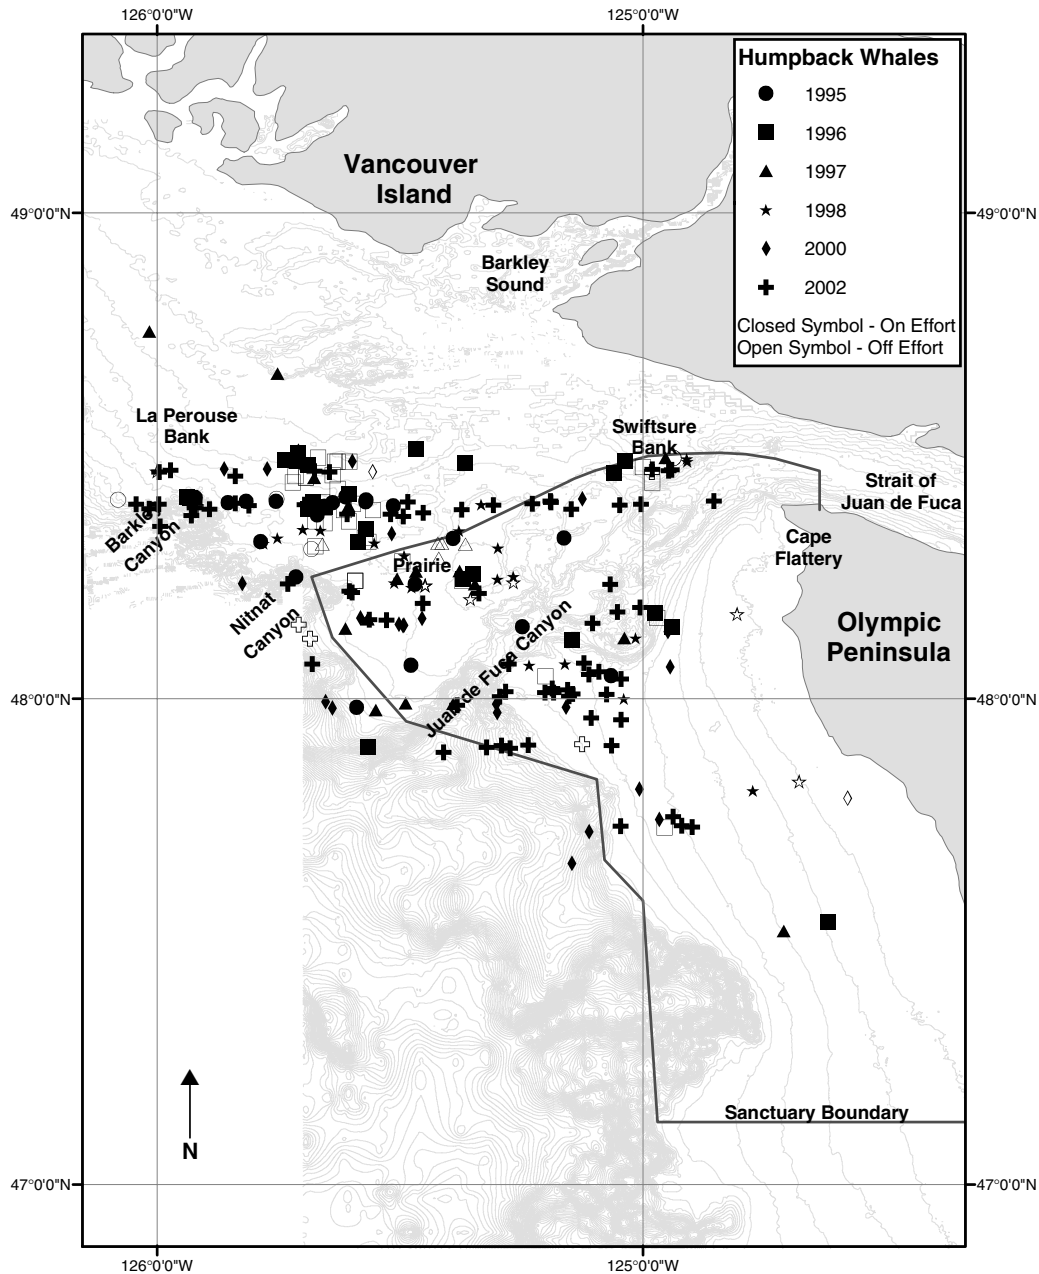 126°0'0"W
125°0'0"W
Humpback Whales
1995
1996
1997
1998
2000
2002
Closed Symbol - On Effort
Open Symbol - Off Effort
Vancouver
Island
49°0'0"N
49°0'0"N
Barkley
Sound
La Perouse
Bank
Swiftsure
Bank
Strait of
Juan de Fuca
Barkley
Canyon
Cape
Flattery
Prairie
Nitnat
Canyon
Juan de Fuca Canyon
Olympic
Peninsula
48°0'0"N
48°0'0"N
Sanctuary Boundary
N
47°0'0"N
47°0'0"N
126°0'0"W
125°0'0"W